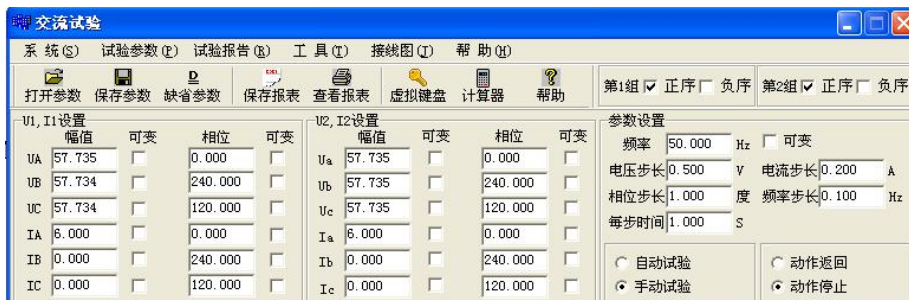 交流试验
系 统(S) 试验参数(P) 试验报告(R) 工 具(T) 接线图(J) 帮 助(H)
打开参数 保存参数 缺省参数 保存报表 查看报表 虚拟键盘 计算器 帮助 第1组 正序 负序 第2组 正序 负序
U1,I1设置 U2,I2设置 参数设置
幅值 可变 相位 可变 幅值 可变 相位 可变 频率 50.000 Hz 可变
UA 57.735 0.000 Ua 57.735 0.000 电压步长 0.500 V 电流步长 0.200 A
UB 57.734 240.000 Ub 57.735 240.000 相位步长 1.000 度 频率步长 0.100 Hz
UC 57.734 120.000 Uc 57.735 120.000 每步时间 1.000 S
IA 6.000 0.000 Ia 6.000 0.000
IB 0.000 240.000 Ib 0.000 240.000 自动试验 动作返回
IC 0.000 120.000 Ic 0.000 120.000 手动试验 动作停止